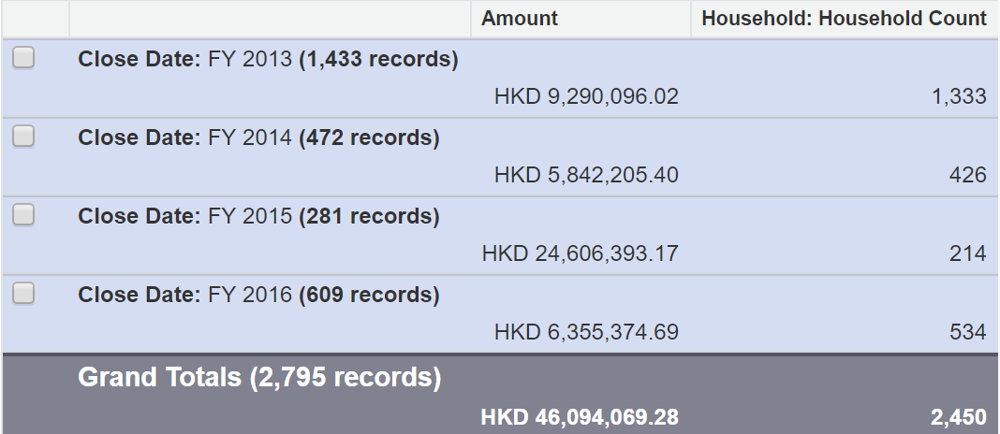 Amount Household: Household Count
Close Date: FY 2013 (1,433 records)
HKD 9,290,096.02 1,333
Close Date: FY 2014 (472 records)
HKD 5,842,205.40 426
Close Date: FY 2015 (281 records)
HKD 24,606,393.17 214
Close Date: FY 2016 (609 records)
HKD 6,355,374.69 534
Grand Totals (2,795 records)
HKD 46,094,069.28 2,450